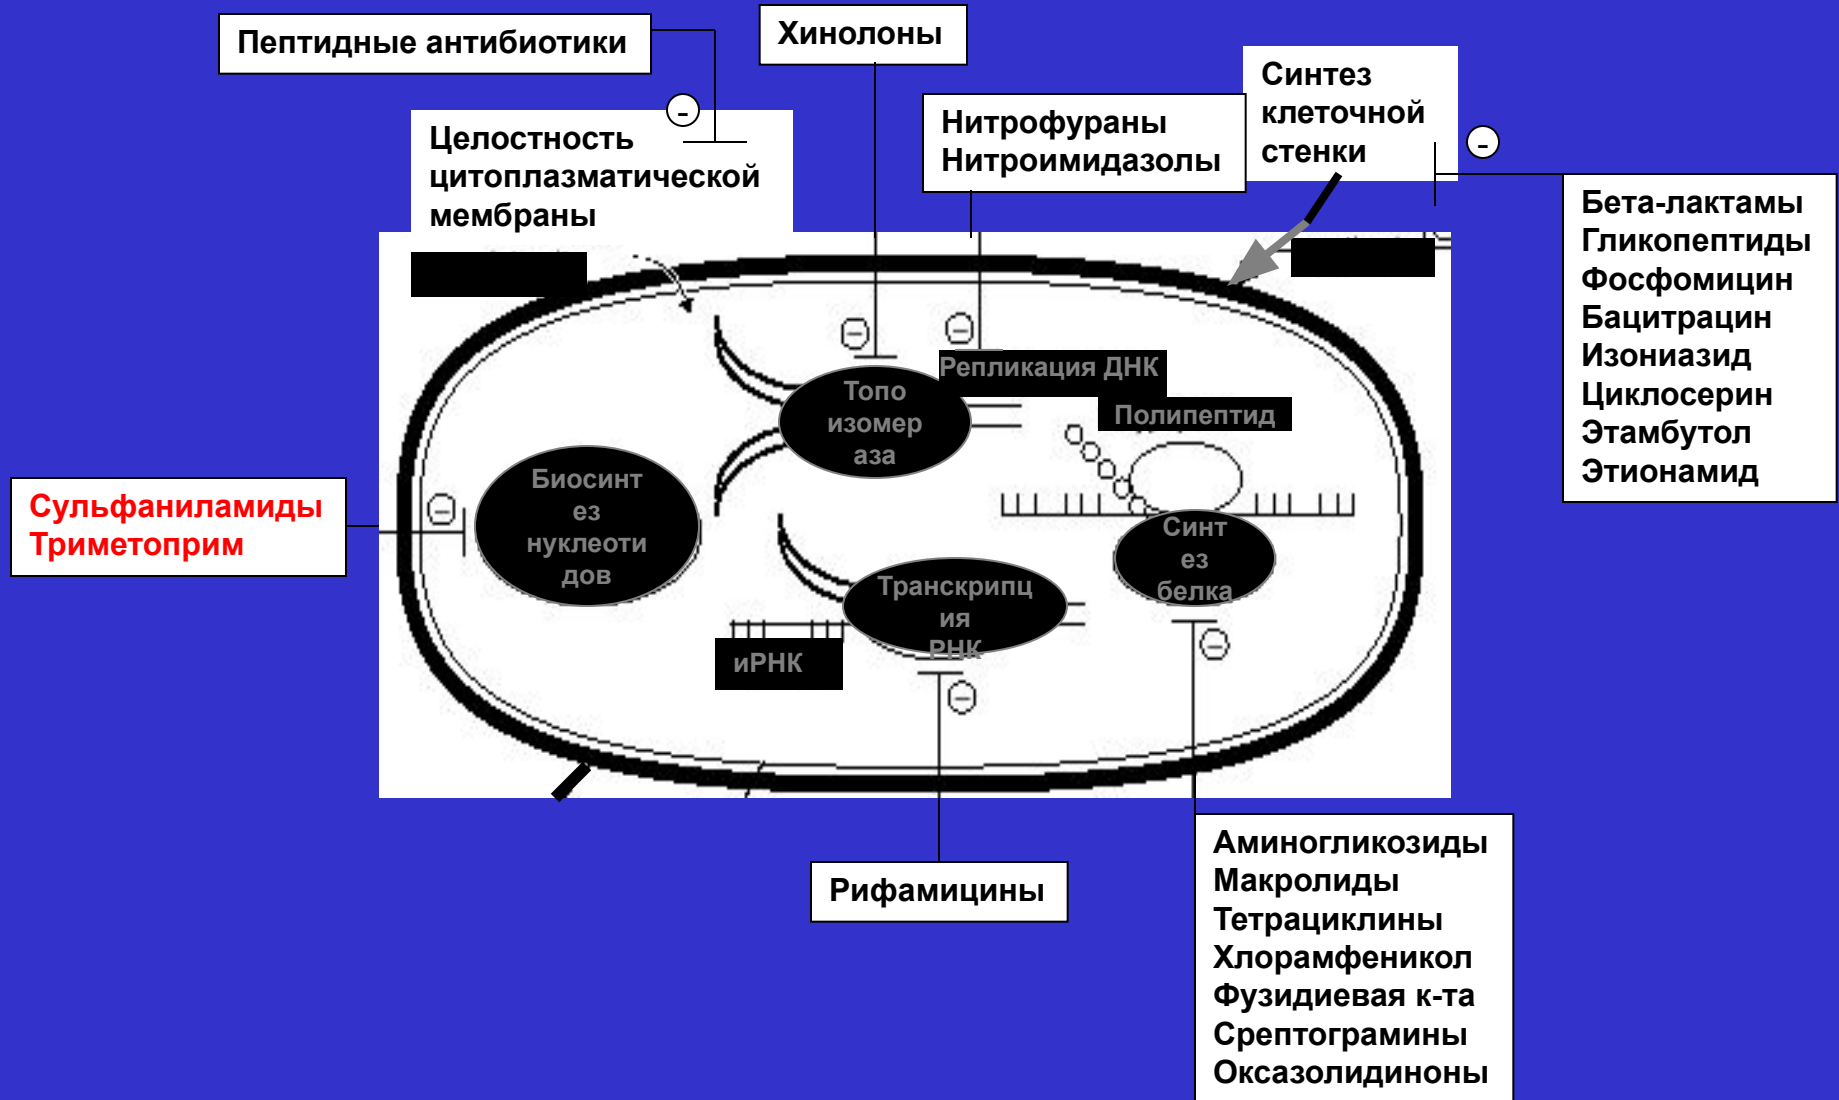 Пептидные антибиотики
Хинолоны
Целостность
цитоплазматической
мембраны
-
Нитрофураны
Нитроимидазолы
Синтез
клеточной
стенки
-
Бета-лактамы
Гликопептиды
Фосфомицин
Бацитрацин
Изониазид
Циклосерин
Этамбутол
Этионамид
Репликация ДНК
Топо
изомер
аза
Полипептид
Сульфаниламиды
Триметоприм
Биосинт
ез
нуклеоти
дов
Синт
ез
белка
Транскрипц
ия
РНК
иРНК
Рифамицины
Аминогликозиды
Макролиды
Тетрациклины
Хлорамфеникол
Фузидиевая к-та
Срептограмины
Оксазолидиноны